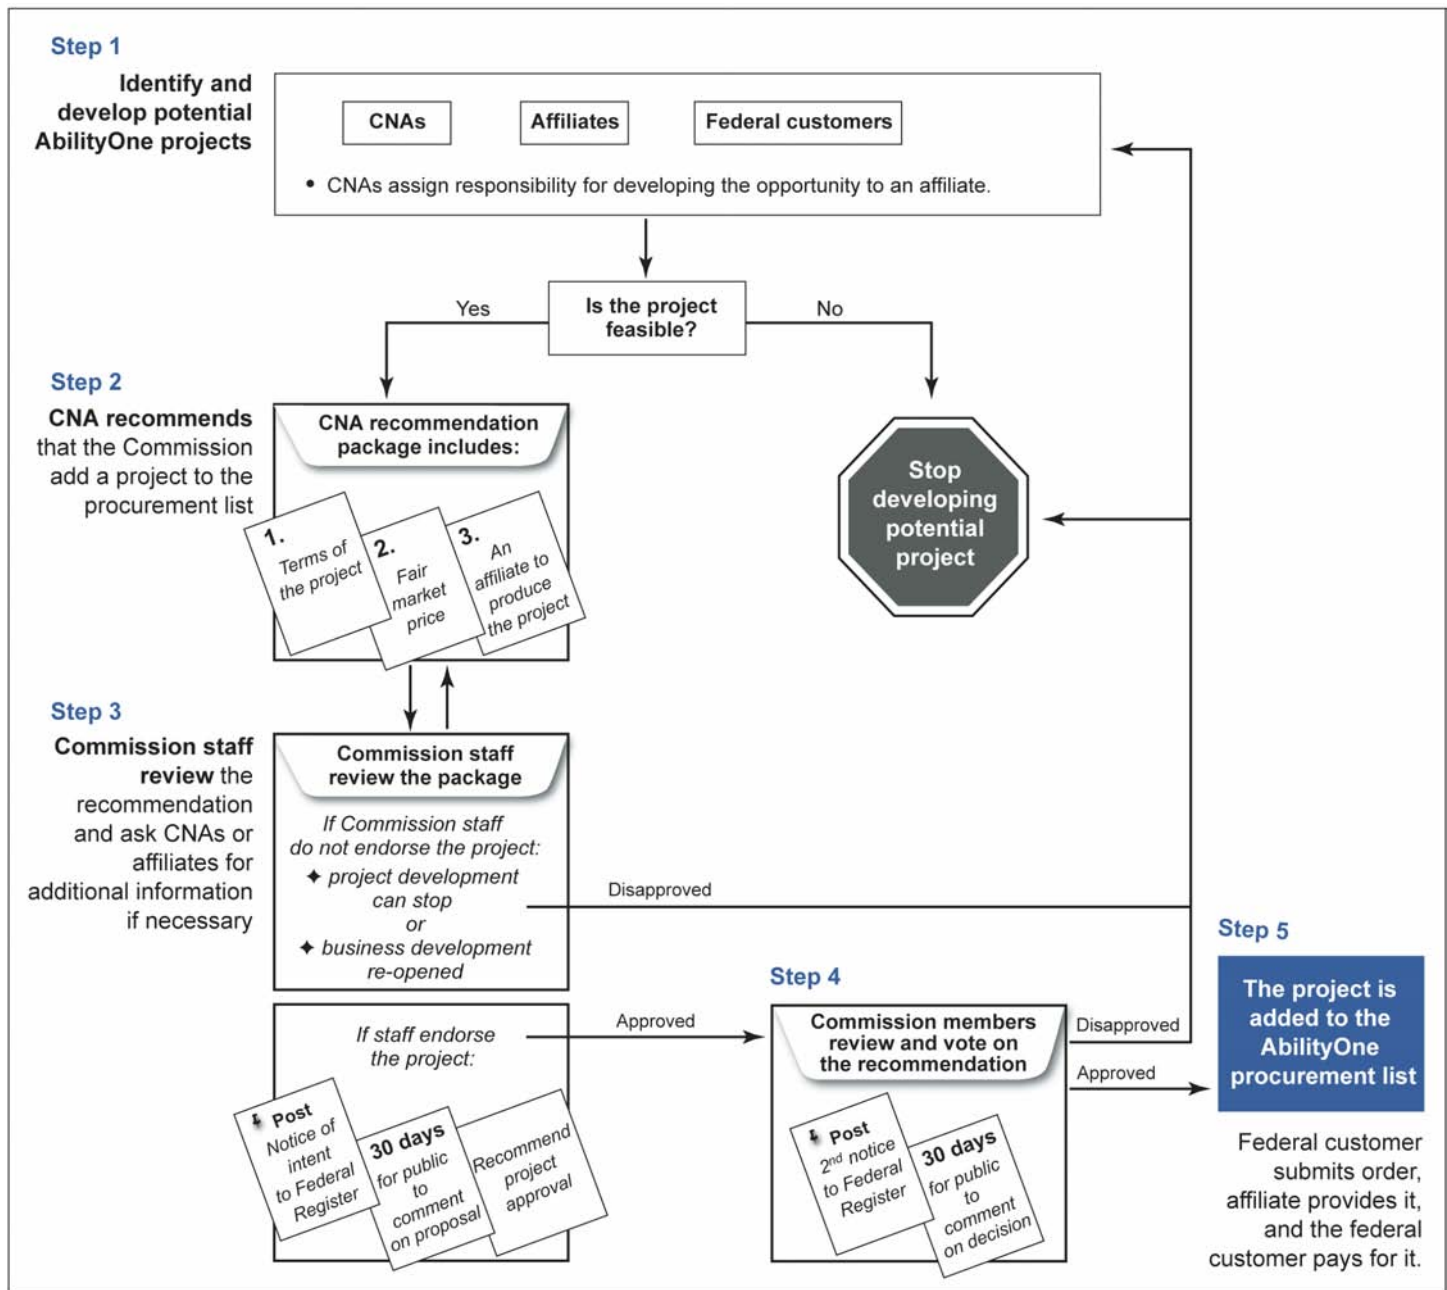 Step 1
Identify and
develop potential
AbilityOne projects
CNAs
Affiliates
Federal customers
• CNAs assign responsibility for developing the opportunity to an affiliate.
Is the project
feasible?
Yes
No
Step 2
CNA recommends
that the Commission
add a project to the
procurement list
CNA recommendation
package includes:
1.
Terms of
the project
2.
Fair
market
price
3.
An
affiliate to
produce
the project
Stop
developing
potential
project
Step 3
Commission staff
review the
recommendation
and ask CNAs or
affiliates for
additional information
if necessary
Commission staff
review the package
If Commission staff
do not endorse the project:
✦ project development
can stop
or
✦ business development
re-opened
Disapproved
If staff endorse
the project:
Approved
Post
Notice of
intent
to Federal
Register
30 days
for public
to
comment
on proposal
Recommend
project
approval
Step 4
Commission members
review and vote on
the recommendation
Disapproved
Approved
Post
2nd notice
to Federal
Register
30 days
for public
to
comment
on decision
Step 5
The project is
added to the
AbilityOne
procurement list
Federal customer
submits order,
affiliate provides it,
and the federal
customer pays for it.